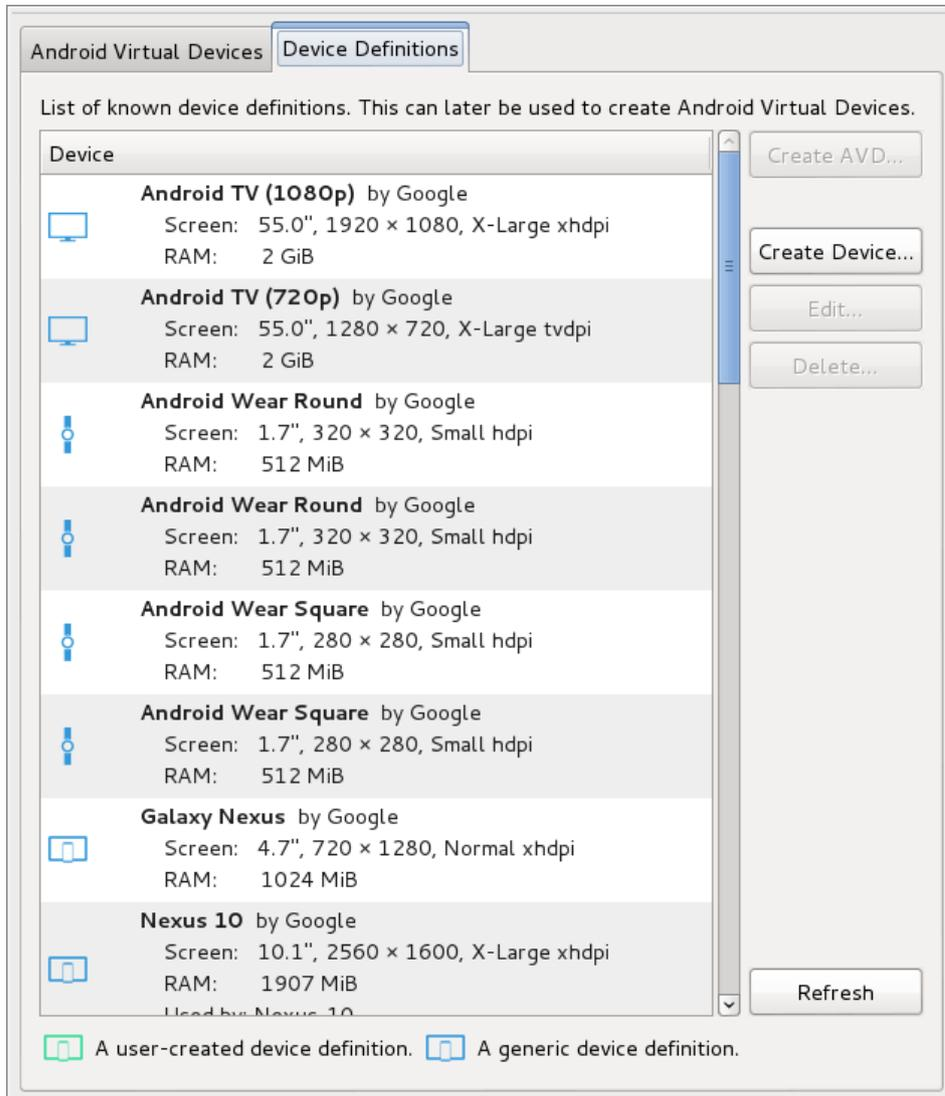 Android Virtual Devices
Device Definitions
List of known device definitions. This can later be used to create Android Virtual Devices.
Device
Android TV (1080p) by Google
Screen: 55.0", 1920 × 1080, X-Large xhdpi
RAM: 2 GiB
Android TV (720p) by Google
Screen: 55.0", 1280 × 720, X-Large tvdpi
RAM: 2 GiB
Android Wear Round by Google
Screen: 1.7", 320 × 320, Small hdpi
RAM: 512 MiB
Android Wear Round by Google
Screen: 1.7", 320 × 320, Small hdpi
RAM: 512 MiB
Android Wear Square by Google
Screen: 1.7", 280 × 280, Small hdpi
RAM: 512 MiB
Android Wear Square by Google
Screen: 1.7", 280 × 280, Small hdpi
RAM: 512 MiB
Galaxy Nexus by Google
Screen: 4.7", 720 × 1280, Normal xhdpi
RAM: 1024 MiB
Nexus 10 by Google
Screen: 10.1", 2560 × 1600, X-Large xhdpi
RAM: 1907 MiB
Used by: Nexus 10
Create AVD...
Create Device...
Edit...
Delete...
Refresh
A user-created device definition.
A generic device definition.